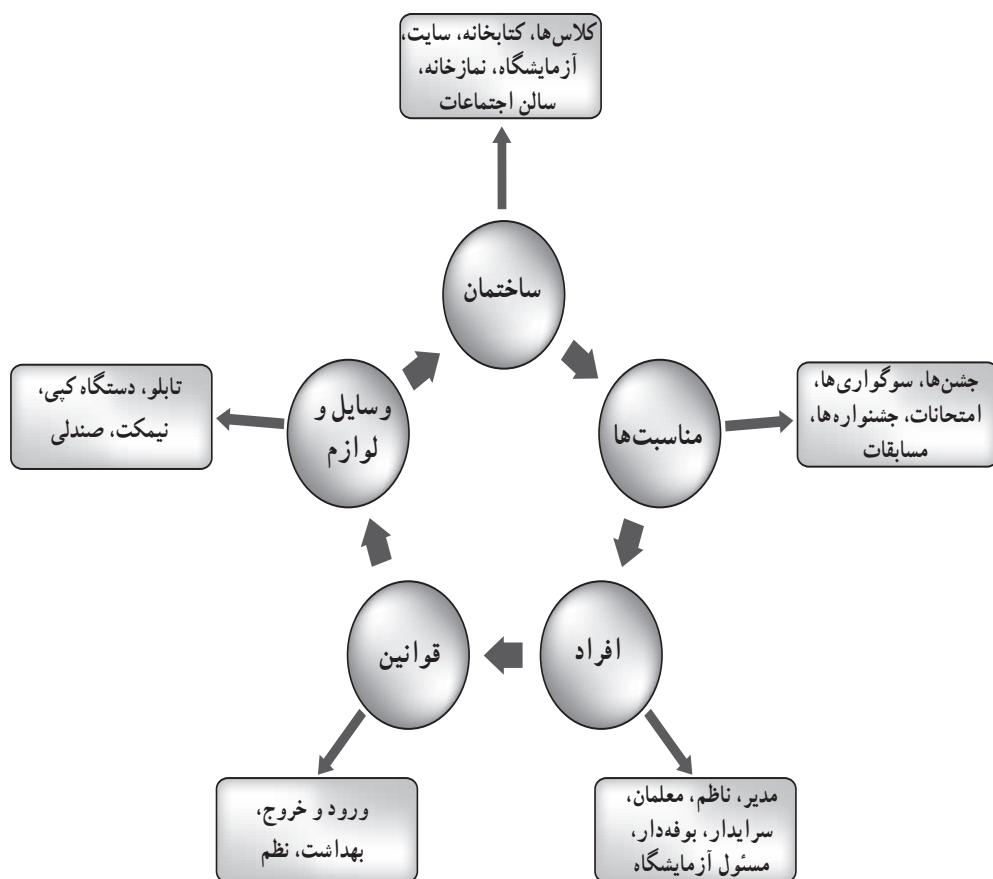 کلاس‌ها، کتابخانه، سایت،
آزمایشگاه، نمازخانه،
سالن اجتماعات
ساختمان
جشن‌ها، سوگواری‌ها،
امتحانات، جشنواره‌ها،
مسابقات
مناسبت‌ها
تابلو، دستگاه کپی،
نیمکت، صندلی
وسایل و
لوازم
افراد
قوانین
مدیر، ناظم، معلمان،
سرایدار، بوفه‌دار،
مسئول آزمایشگاه
ورود و خروج،
بهداشت، نظم